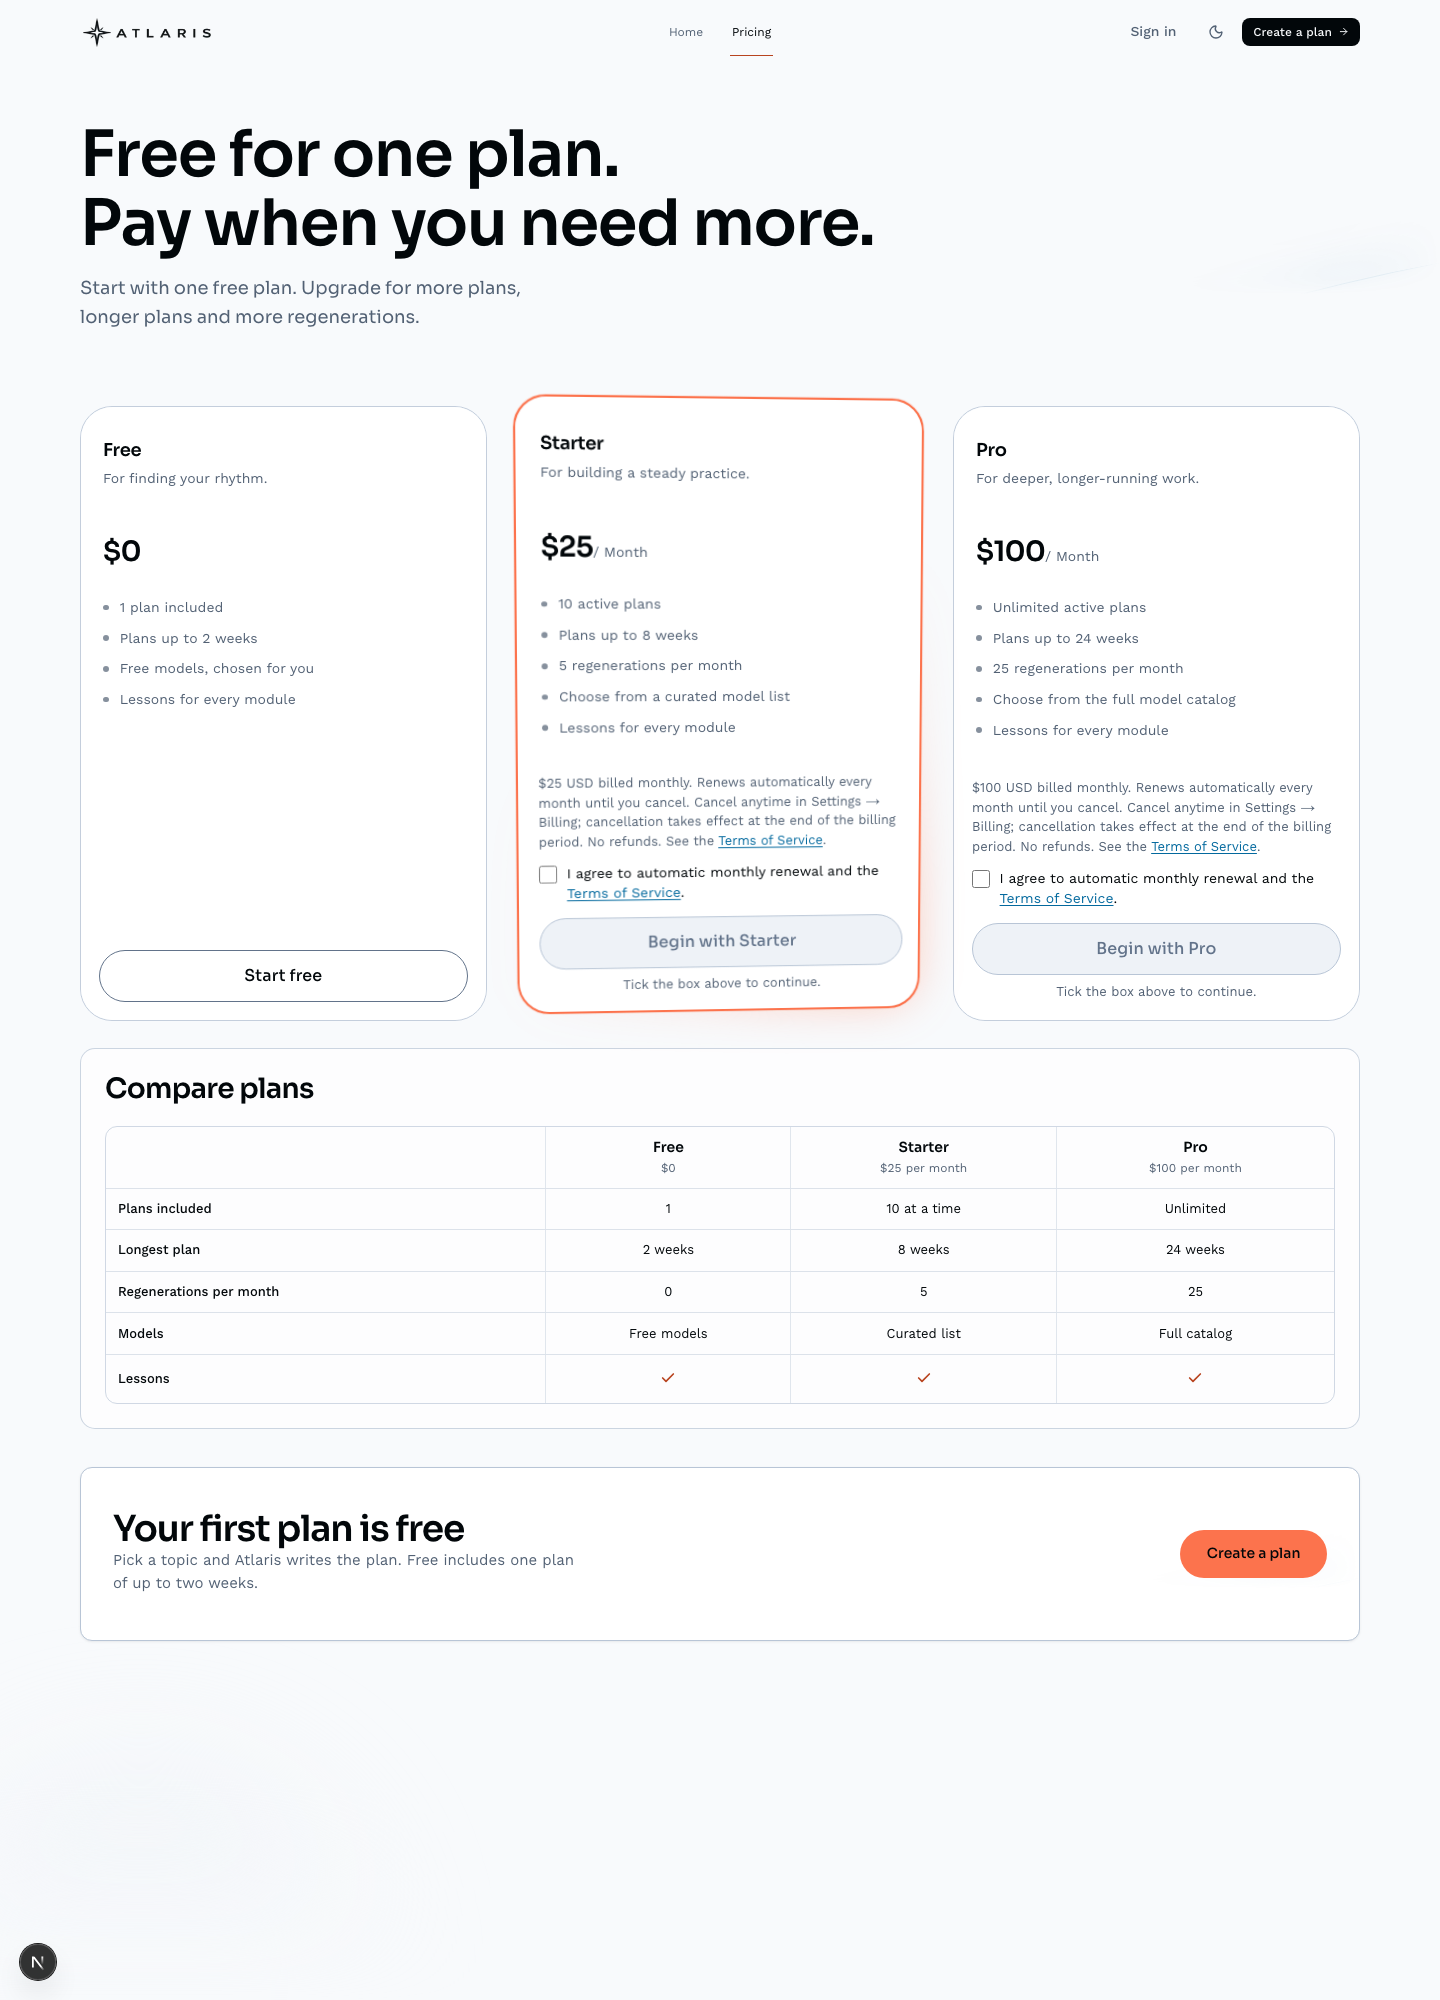 ATLARIS
Home
Pricing
Sign in
Create a plan →
Free for one plan.
Pay when you need more.
Start with one free plan. Upgrade for more plans,
longer plans and more regenerations.
Free
For finding your rhythm.
$0
1 plan included
Plans up to 2 weeks
Free models, chosen for you
Lessons for every module
Start free
Starter
For building a steady practice.
$25/ Month
10 active plans
Plans up to 8 weeks
5 regenerations per month
Choose from a curated model list
Lessons for every module
$25 USD billed monthly. Renews automatically every
month until you cancel. Cancel anytime in Settings →
Billing; cancellation takes effect at the end of the billing
period. No refunds. See the Terms of Service.
I agree to automatic monthly renewal and the
Terms of Service.
Begin with Starter
Tick the box above to continue.
Pro
For deeper, longer-running work.
$100/ Month
Unlimited active plans
Plans up to 24 weeks
25 regenerations per month
Choose from the full model catalog
Lessons for every module
$100 USD billed monthly. Renews automatically every
month until you cancel. Cancel anytime in Settings →
Billing; cancellation takes effect at the end of the billing
period. No refunds. See the Terms of Service.
I agree to automatic monthly renewal and the
Terms of Service.
Begin with Pro
Tick the box above to continue.
Compare plans
Free Starter Pro
$0 $25 per month $100 per month
Plans included 1 10 at a time Unlimited
Longest plan 2 weeks 8 weeks 24 weeks
Regenerations per month 0 5 25
Models Free models Curated list Full catalog
Lessons
Your first plan is free
Pick a topic and Atlaris writes the plan. Free includes one plan
of up to two weeks.
Create a plan
N